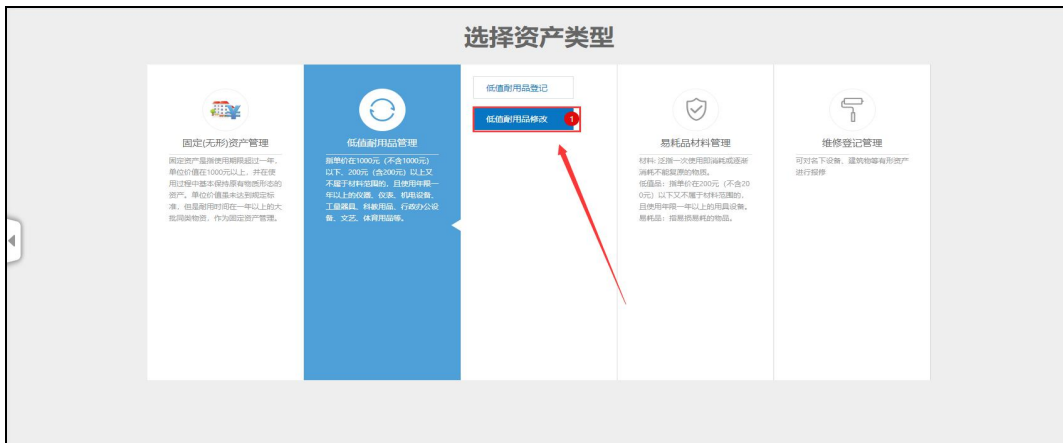 选择资产类型
固定(无形)资产管理
固定资产是指使用期限超过一年、
单位价值在1000元以上，并在使
用过程中基本保持原有物质形态的
资产。单位价值虽未达到规定标
准，但是耐用时间在一年以上的大
批同类物资，作为固定资产管理。
低值耐用品管理
指单价在1000元（不含1000元）
以下，200元（含200元）以上又
不属于材料范围的，且使用年限一
年以上的仪器、仪表、机电设备、
工量器具、科教用品、行政办公设
备、文艺、体育用品等。
低值耐用品登记
低值耐用品修改
1
易耗品材料管理
材料: 泛指一次使用即消耗或逐渐
消耗不能复原的物质。
低值品：指单价在200元（不含20
0元）以下又不属于材料范围的，
且使用年限一年以上的用具设备。
易耗品：指易损易耗的物品。
维修登记管理
可对名下设备，建筑物等有形资产
进行报修